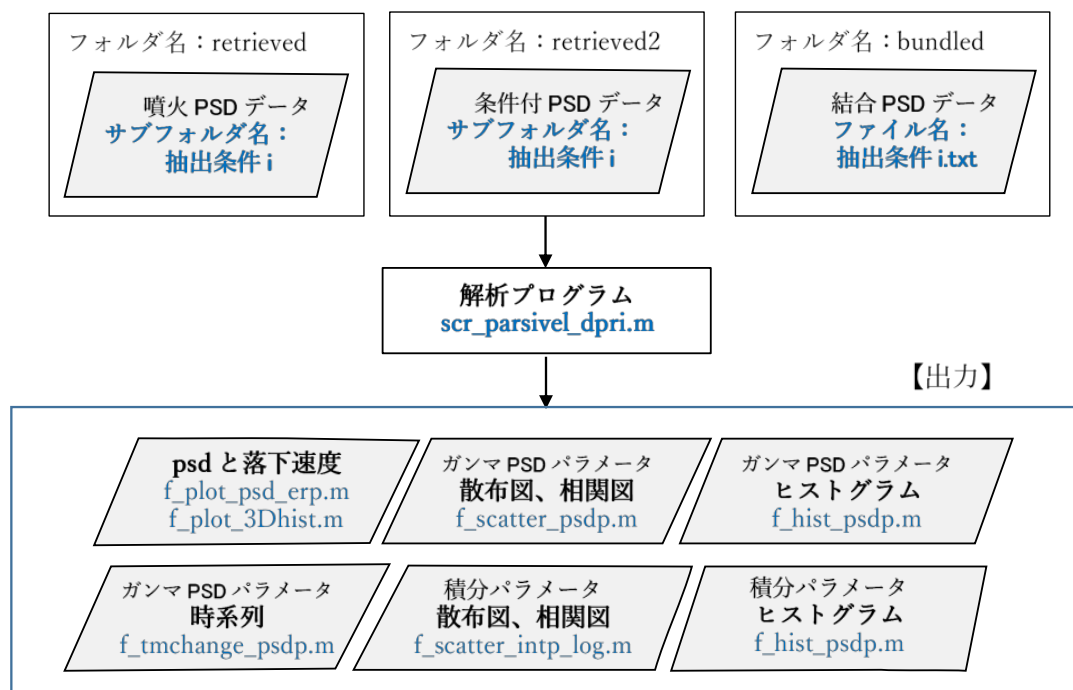 フォルダ名：retrieved
噴火 PSD データ
サブフォルダ名：
抽出条件 i
フォルダ名：retrieved2
条件付 PSD データ
サブフォルダ名：
抽出条件 i
フォルダ名：bundled
結合 PSD データ
ファイル名：
抽出条件 i.txt
解析プログラム
scr_parsivel_dpri.m
【出力】
psd と落下速度
f_plot_psd_erp.m
f_plot_3Dhist.m
ガンマ PSD パラメータ
散布図、相関図
f_scatter_psdp.m
ガンマ PSD パラメータ
ヒストグラム
f_hist_psdp.m
ガンマ PSD パラメータ
時系列
f_tmchange_psdp.m
積分パラメータ
散布図、相関図
f_scatter_intp_log.m
積分パラメータ
ヒストグラム
f_hist_psdp.m